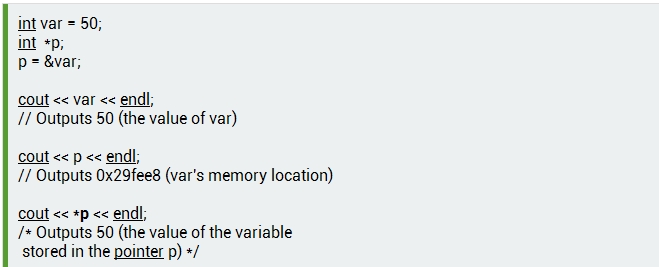 int var = 50;
int *p;
p = &var;
cout << var << endl;
// Outputs 50 (the value of var)
cout << p << endl;
// Outputs 0x29fee8 (var's memory location)
cout << *p << endl;
/* Outputs 50 (the value of the variable
stored in the pointer p) */